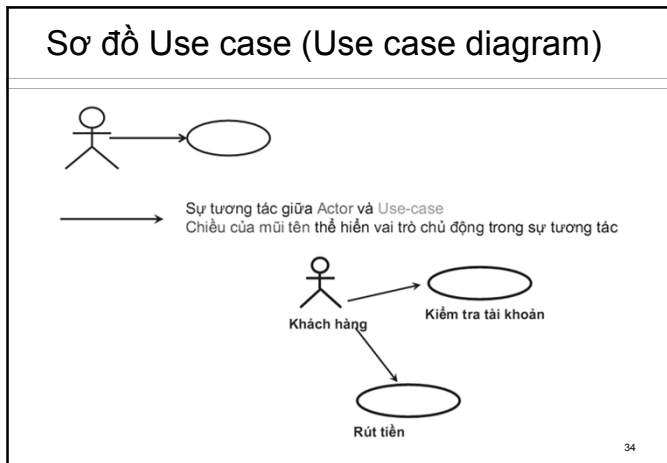 Sơ đồ Use case (Use case diagram)
Sự tương tác giữa Actor và Use-case
Chiều của mũi tên thể hiển vai trò chủ động trong sự tương tác
Khách hàng
Kiểm tra tài khoản
Rút tiền
34